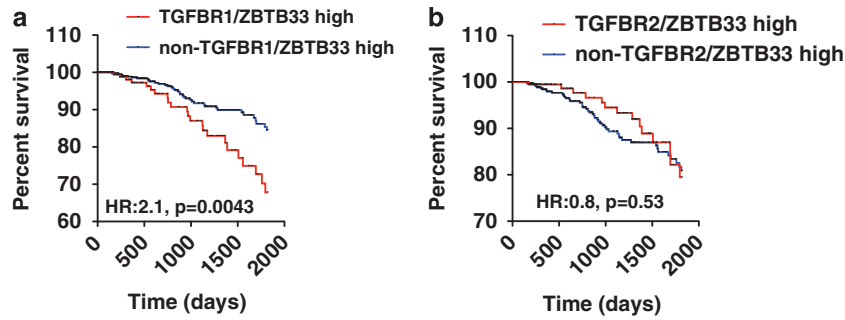 a
TGFBR1/ZBTB33 high
non-TGFBR1/ZBTB33 high
Percent survival
110
100
90
80
70
60
HR:2.1, p=0.0043
0
500
1000
1500
2000
Time (days)
b
TGFBR2/ZBTB33 high
non-TGFBR2/ZBTB33 high
Percent survival
110
100
90
80
70
HR:0.8, p=0.53
0
500
1000
1500
2000
Time (days)